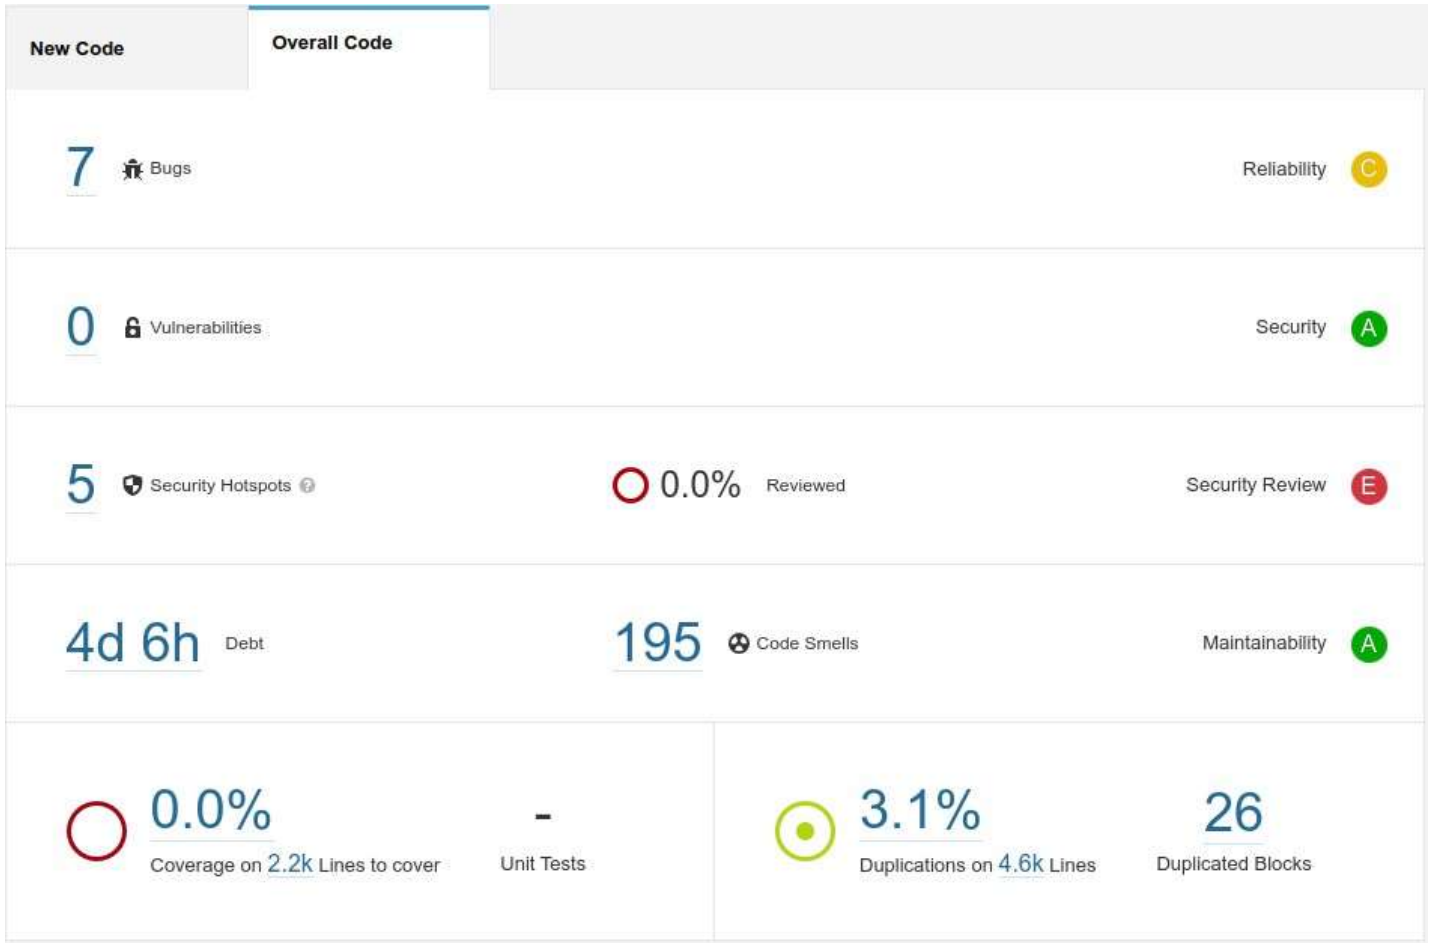 New Code
Overall Code
7 Bugs
Reliability C
0 Vulnerabilities
Security A
5 Security Hotspots ?
0.0% Reviewed
Security Review E
4d 6h Debt
195 Code Smells
Maintainability A
0.0%
Coverage on 2.2k Lines to cover
-
Unit Tests
3.1%
Duplications on 4.6k Lines
26
Duplicated Blocks